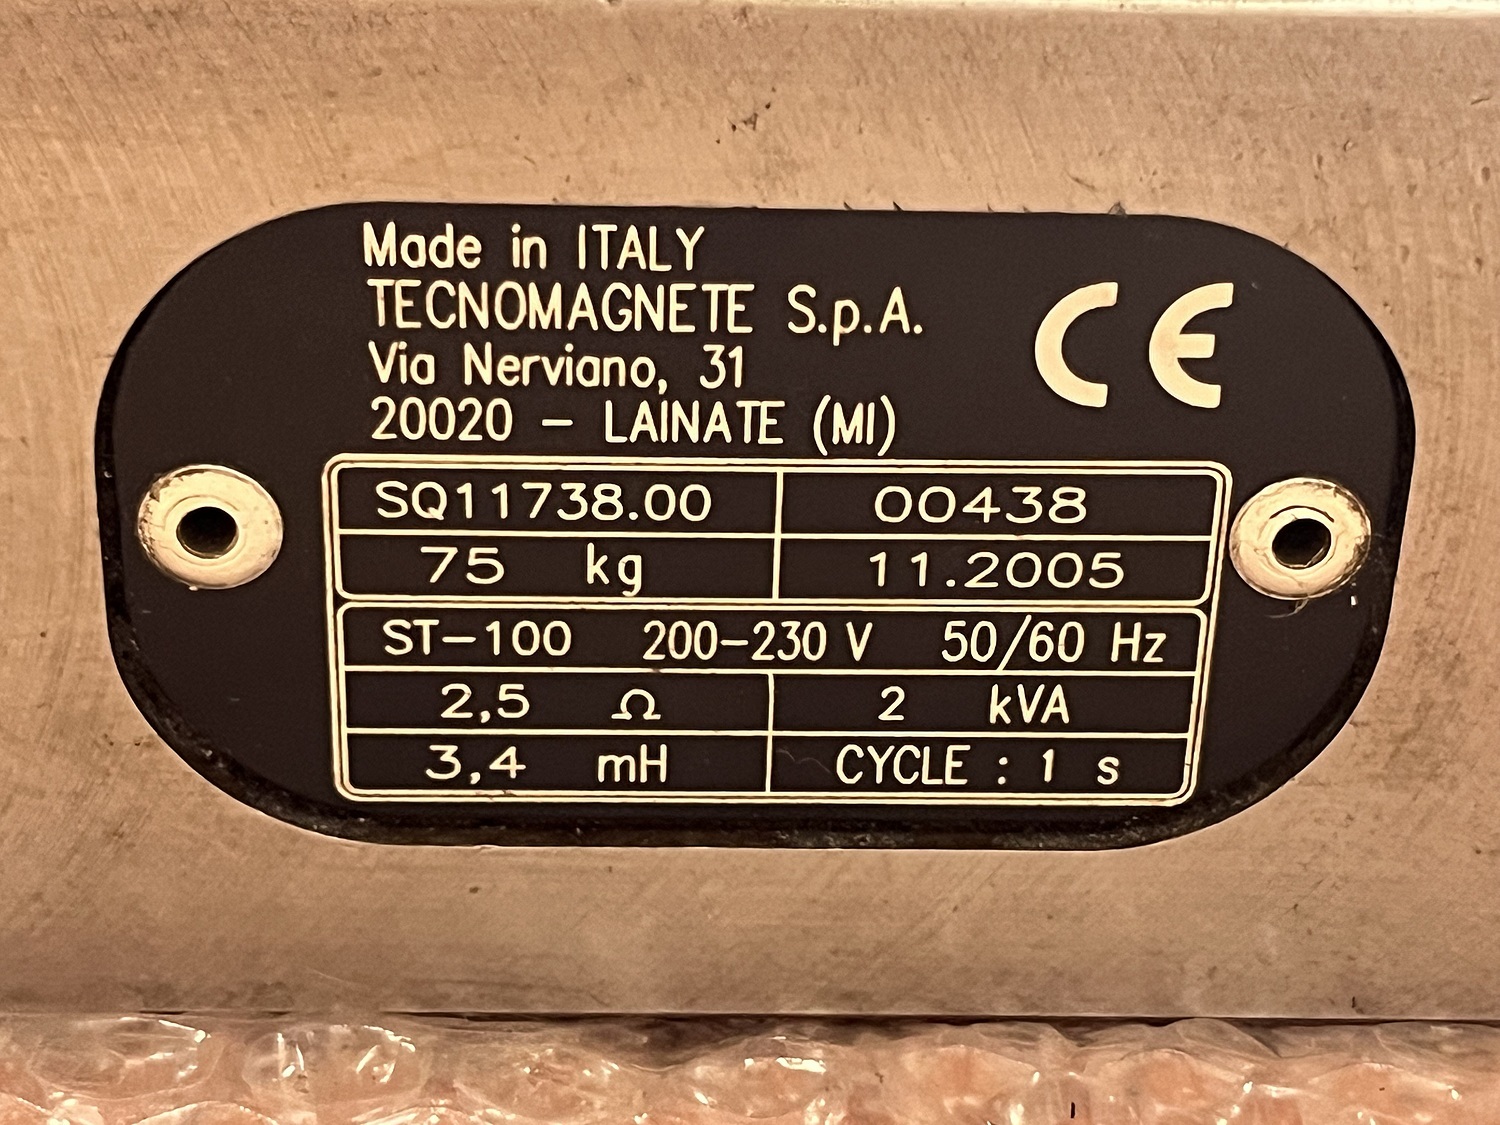 Made in ITALY
TECNOMAGNETE S.p.A.
Via Nerviano, 31
20020 - LAINATE (MI)
CE
SQ11738.00 00438
75 kg 11.2005
ST-100 200-230 V 50/60 Hz
2,5 Ω 2 kVA
3,4 mH CYCLE : 1 s